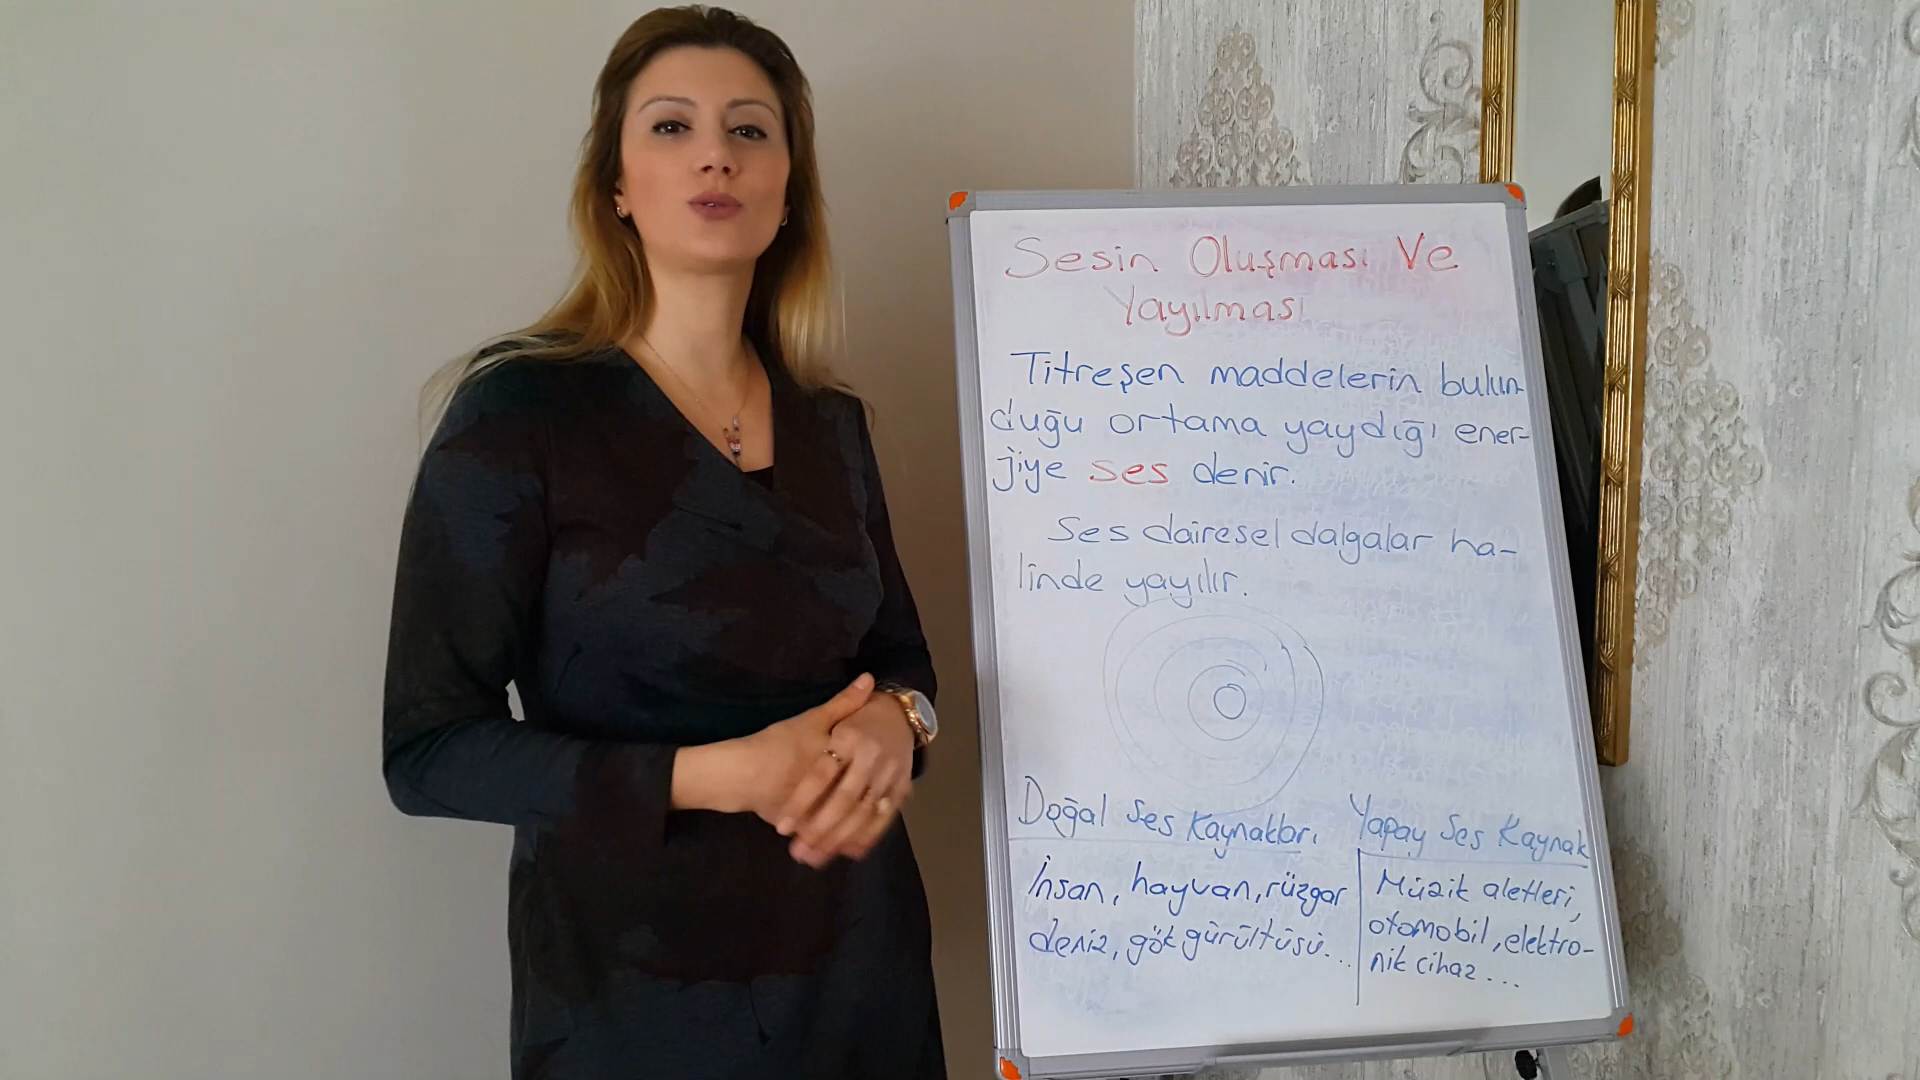 Sesin Oluşması Ve
Yayılması
Titreşen maddelerin bulun-
duğu ortama yaydığı ener-
jiye ses denir.
Ses dairesel dalgalar ha-
linde yayılır.
Doğal Ses Kaynakları
Yapay Ses Kaynak
İnsan, hayvan, rüzgar
deniz, gök gürültüsü...
Müzik aletleri,
otomobil, elektro-
nik cihaz...